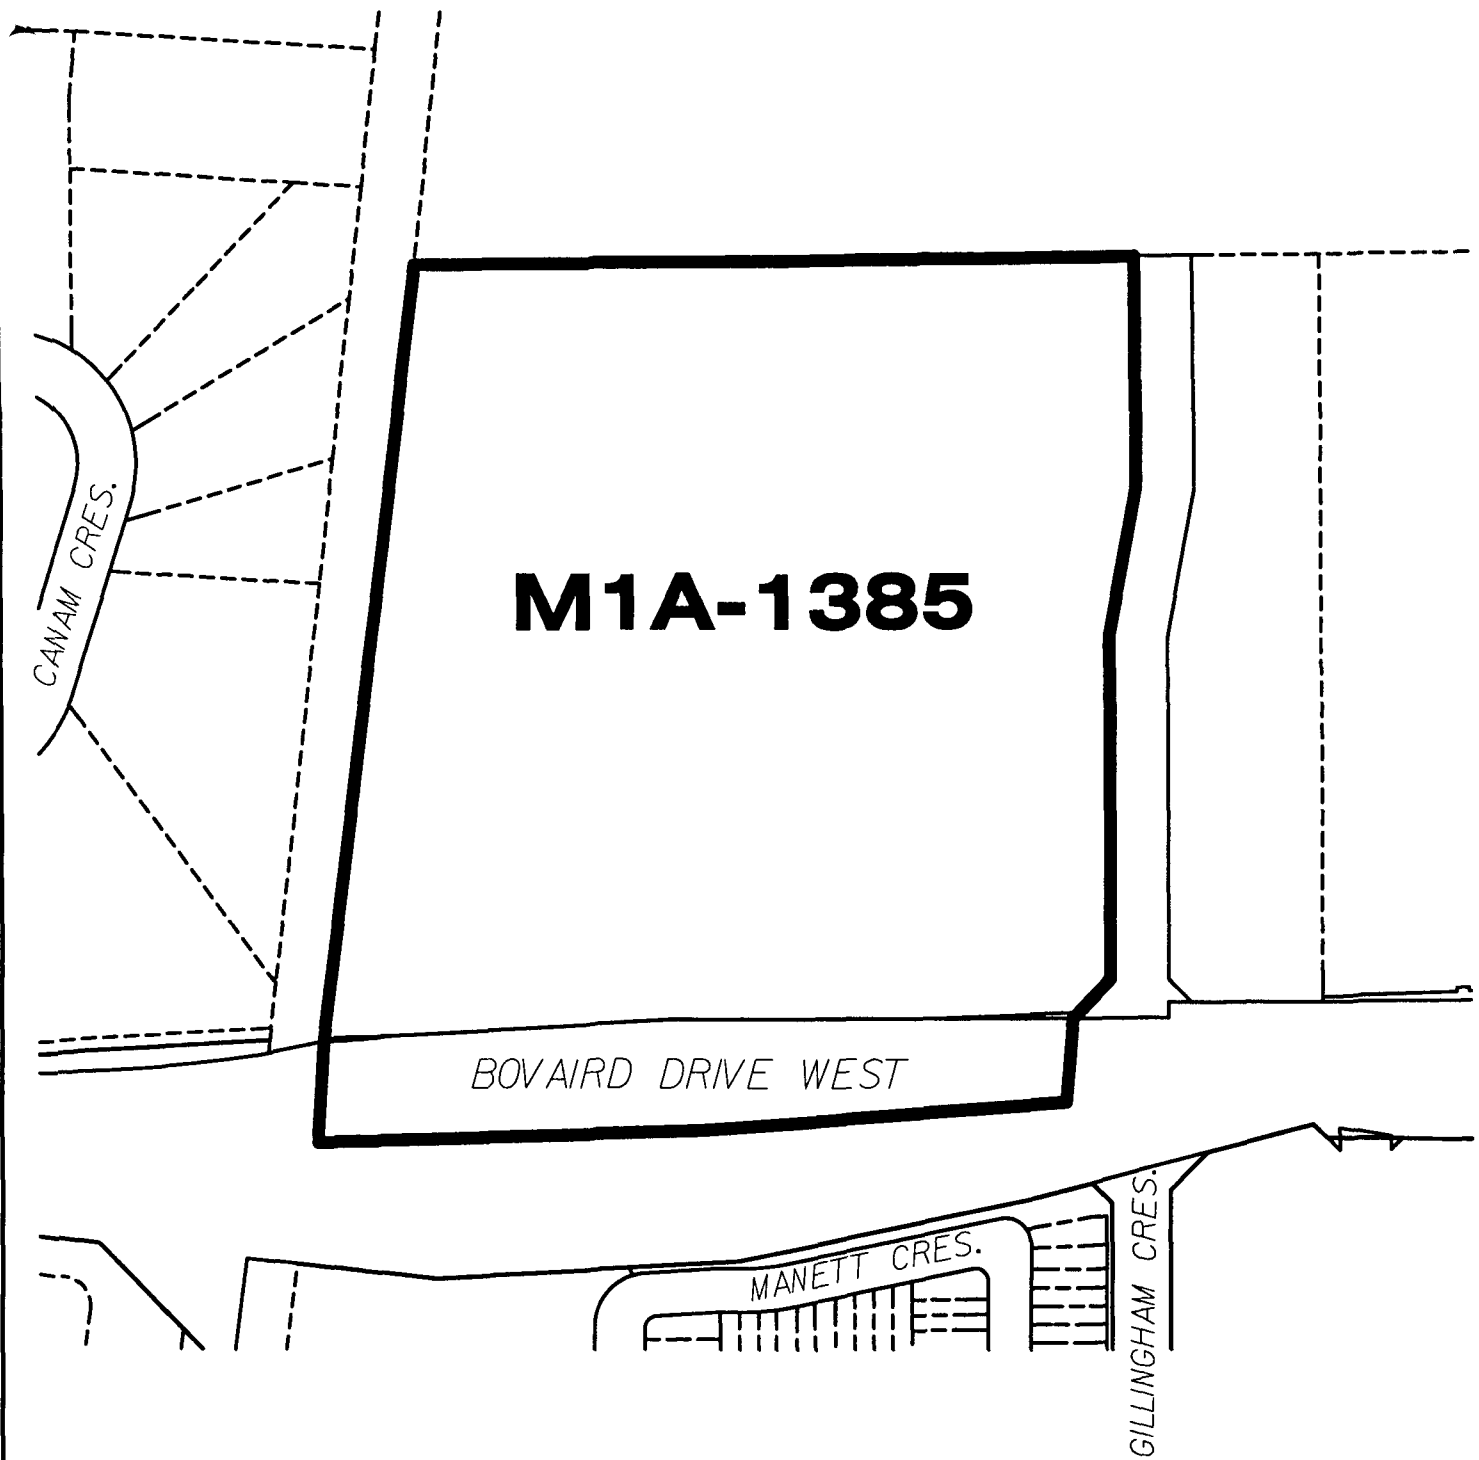 CANAM CRES.
M1A-1385
BOVAIRD DRIVE WEST
MANETT CRES.
GILLINGHAM CRES.